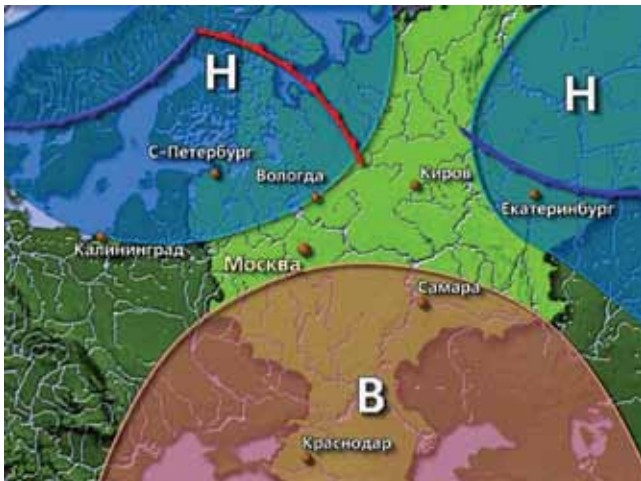 Н
Н
С-Петербург
Вологда
Киров
Екатеринбург
Калининград
Москва
Самара
В
Краснодар